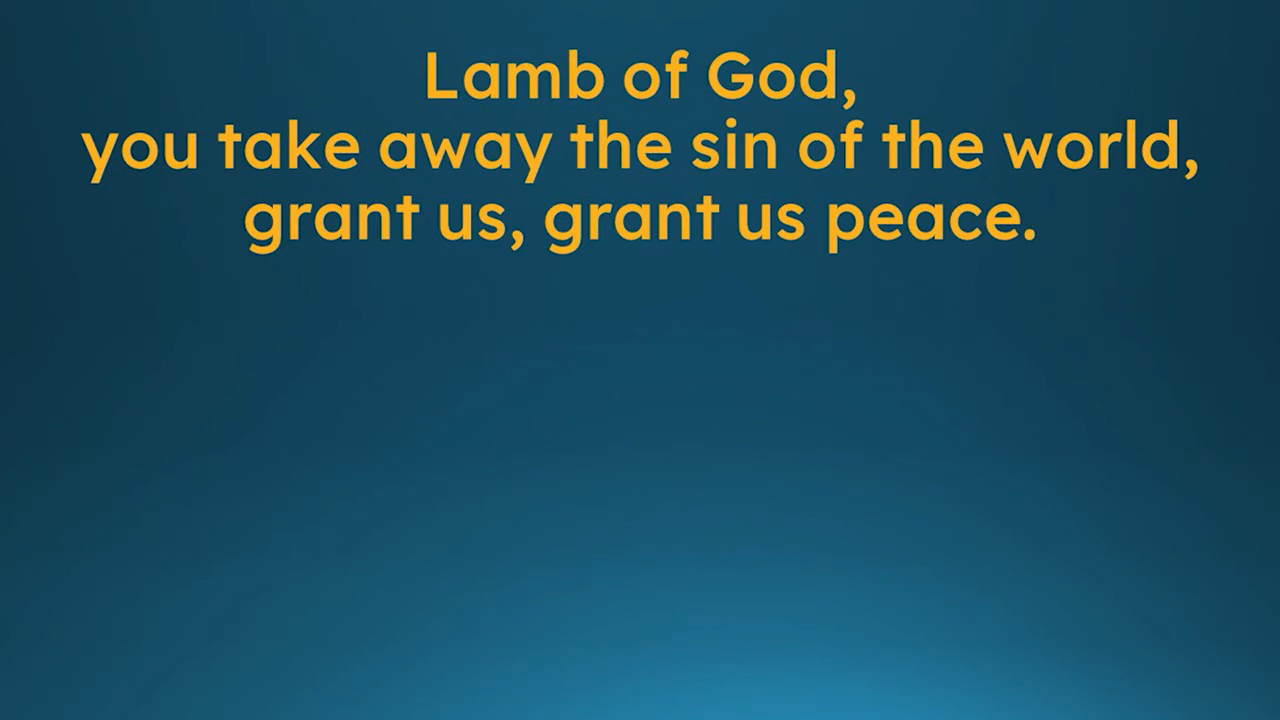 Lamb of God,
you take away the sin of the world,
grant us, grant us peace.